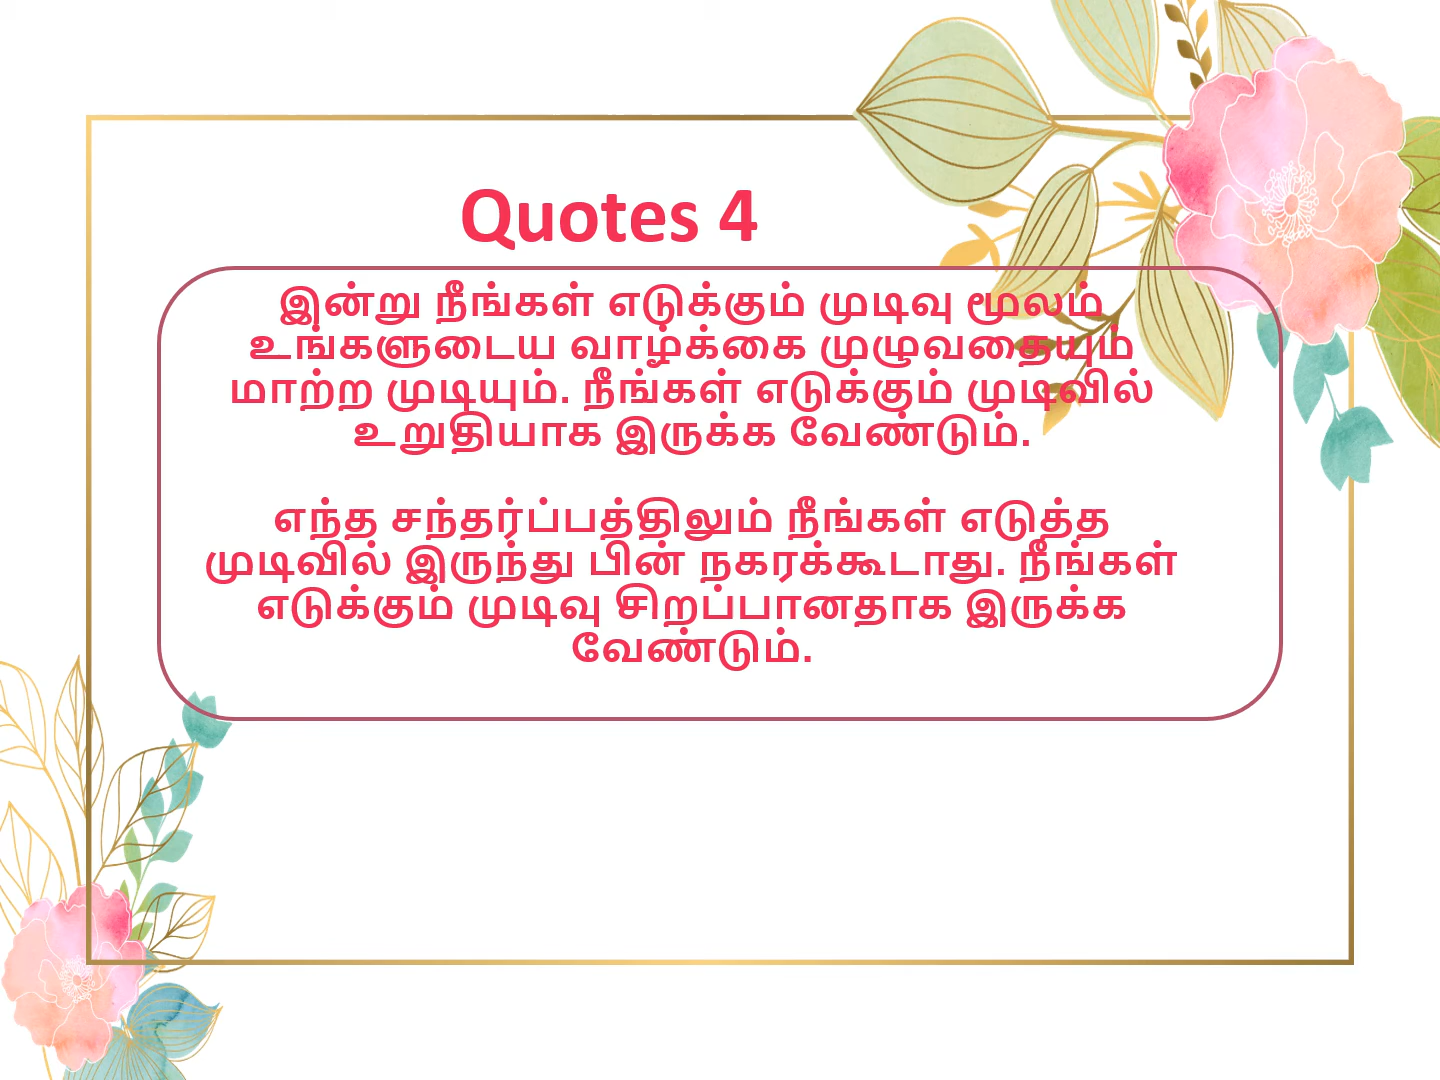 Quotes 4
இன்று நீங்கள் எடுக்கும் முடிவு மூலம்
உங்களுடைய வாழ்க்கை முழுவதையும்
மாற்ற முடியும். நீங்கள் எடுக்கும் முடிவில்
உறுதியாக இருக்க வேண்டும்.
எந்த சந்தர்ப்பத்திலும் நீங்கள் எடுத்த
முடிவில் இருந்து பின் நகரக்கூடாது. நீங்கள்
எடுக்கும் முடிவு சிறப்பானதாக இருக்க
வேண்டும்.